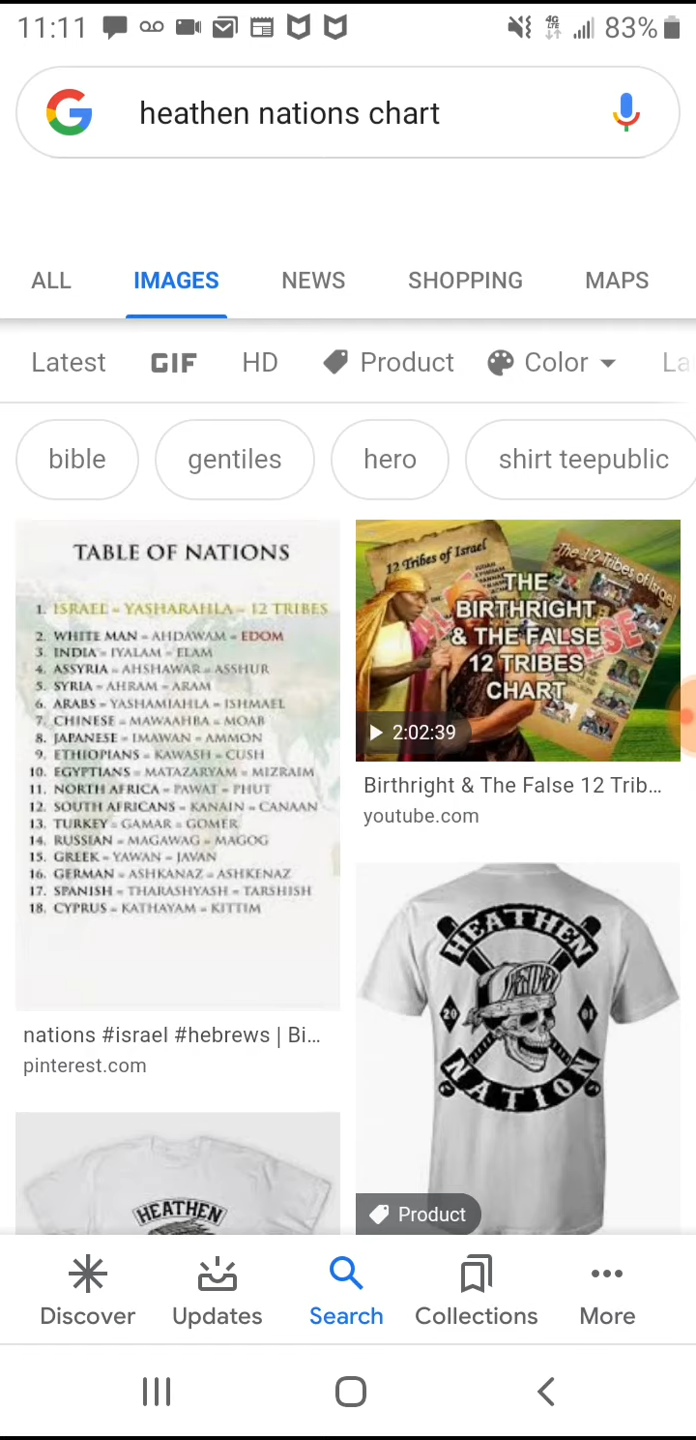 11:11
4G
LTE
83%
G
heathen nations chart
ALL IMAGES NEWS SHOPPING MAPS
Latest GIF HD Product Color La
bible gentiles hero shirt teepublic
TABLE OF NATIONS
1. ISRAEL = YASHARAHLA = 12 TRIBES
2. WHITE MAN = AHDAWAM = EDOM
3. INDIA = IYALAM = ELAM
4. ASSYRIA = AHSHAWAR = ASSHUR
5. SYRIA = AHRAM = ARAM
6. ARABS = YASHAMIAHLA = ISHMAEL
7. CHINESE = MAWAAHBA = MOAB
8. JAPANESE = IMAWAN = AMMON
9. ETHIOPIANS = KAWASH = CUSH
10. EGYPTIANS = MATAZARYAM = MIZRAIM
11. NORTH AFRICA = PAWAT = PHUT
12. SOUTH AFRICANS = KANAIN = CANAAN
13. TURKEY = GAMAR = GOMER
14. RUSSIAN = MAGAWAG = MAGOG
15. GREEK = YAWAN = JAVAN
16. GERMAN = ASHKANAZ = ASHKENAZ
17. SPANISH = THARASHYASH = TARSHISH
18. CYPRUS = KATHAYAM = KITTIM
nations #israel #hebrews | Bi...
pinterest.com
12 Tribes of Israel
The 12 Tribes of Israel
THE
BIRTHRIGHT
& THE FALSE
12 TRIBES
CHART
FALSE
2:02:39
Birthright & The False 12 Trib...
youtube.com
HEATHEN
20 01
NATION
Product
HEATHEN
Discover Updates Search Collections More